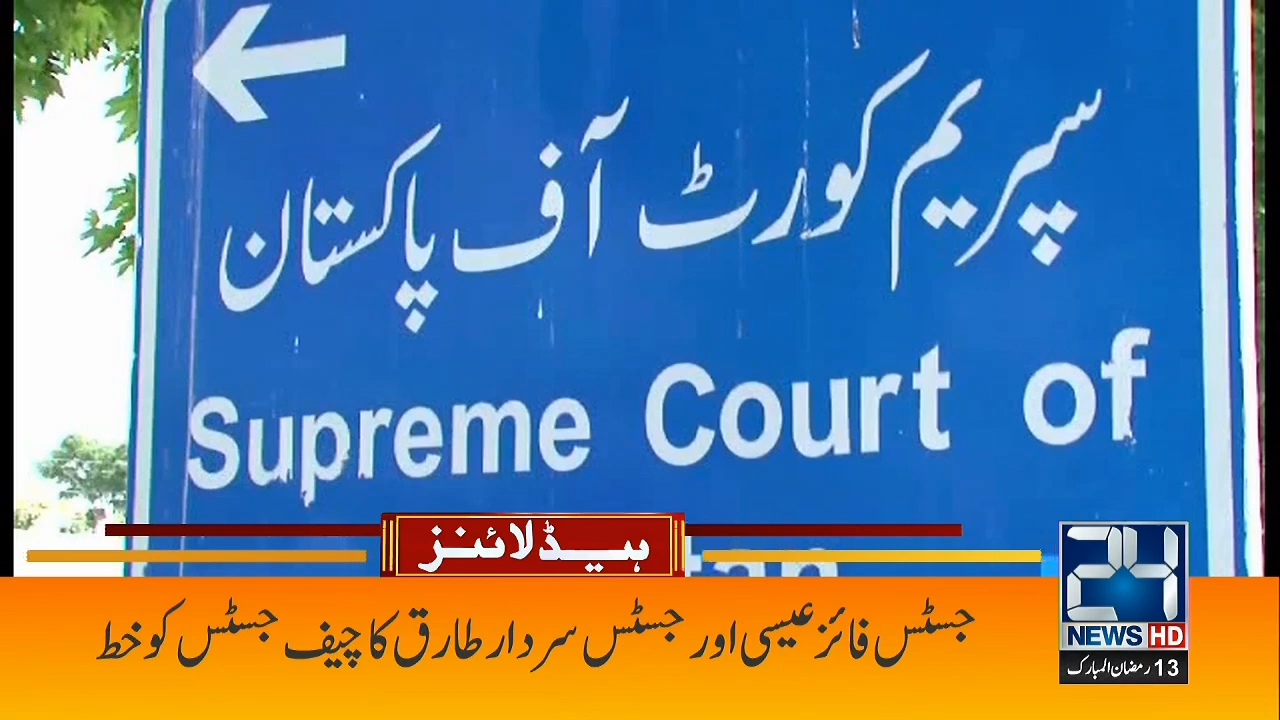 سپریم کورٹ آف پاکستان
Supreme Court of
ہیڈلائنز
جسٹس فائز عیسی اور جسٹس سردار طارق کا چیف جسٹس کو خط
24
NEWS HD
13 رمضان المبارک